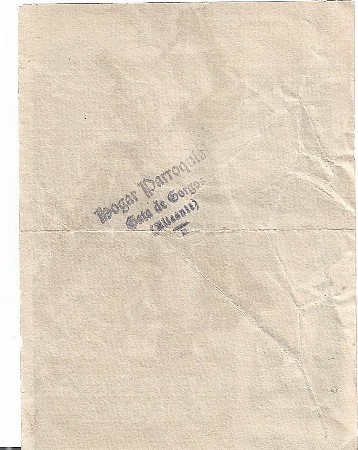 Hogar Parroquial
Gata de Gorgos
(Alicante)